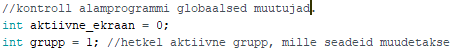 //kontroll alamprogrammi globaalsed muutujad.
int aktiivne_ekraan = 0;
int grupp = 1; //hetkel aktiivne grupp, mille seadeid muudetakse